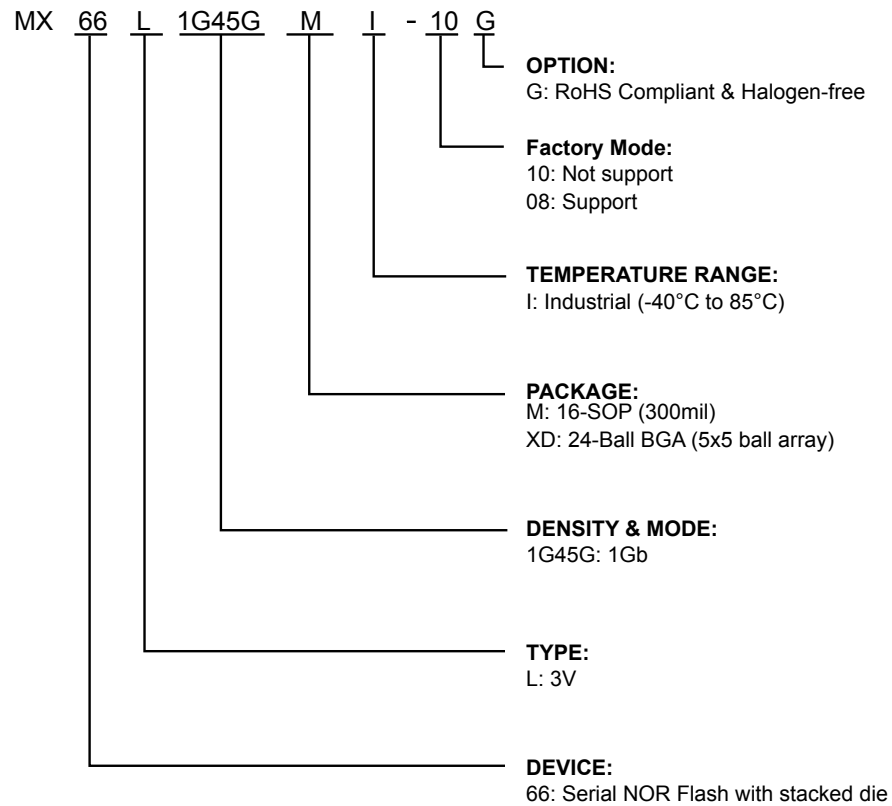 MX 66 L 1G45G M I - 10 G
OPTION:
G: RoHS Compliant & Halogen-free
Factory Mode:
10: Not support
08: Support
TEMPERATURE RANGE:
I: Industrial (-40°C to 85°C)
PACKAGE:
M: 16-SOP (300mil)
XD: 24-Ball BGA (5x5 ball array)
DENSITY & MODE:
1G45G: 1Gb
TYPE:
L: 3V
DEVICE:
66: Serial NOR Flash with stacked die